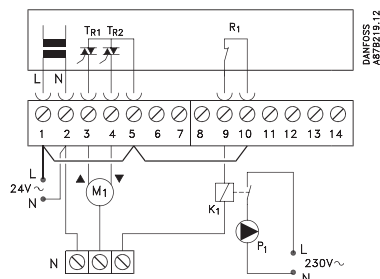 TR1 TR2 R1
DANFOSS
A87B219.12
L N
1 2 3 4 5 6 7 8 9 10 11 12 13 14
L
24V~
N
M1
K1
P1
L
230V~
N
N